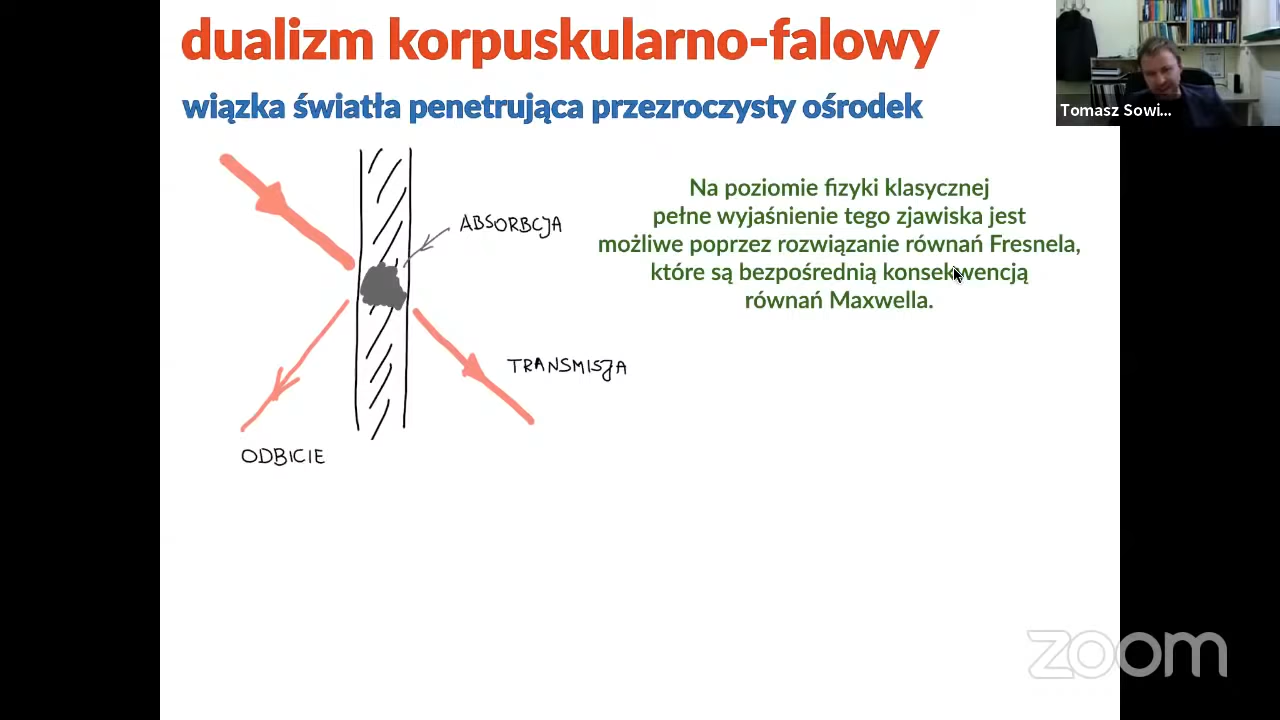 dualizm korpuskularno-falowy
wiązka światła penetrująca przezroczysty ośrodek
Tomasz Sowi...
Na poziomie fizyki klasycznej
pełne wyjaśnienie tego zjawiska jest
możliwe poprzez rozwiązanie równań Fresnela,
które są bezpośrednią konsekwencją
równań Maxwella.
ABSORBCJA
TRANSMISJA
ODBICIE
zoom